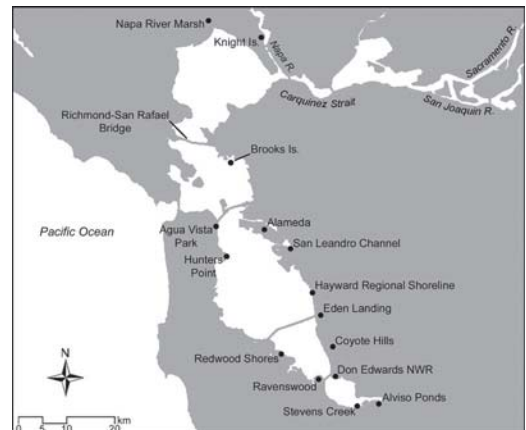 Napa River Marsh
Knight Is.
Napa R.
Sacramento R.
Carquinez Strait
San Joaquin R.
Richmond-San Rafael
Bridge
Brooks Is.
Agua Vista
Park
Alameda
Pacific Ocean
San Leandro Channel
Hunters
Point
Hayward Regional Shoreline
Eden Landing
Coyote Hills
Redwood Shores
Don Edwards NWR
Ravenswood
Alviso Ponds
Stevens Creek
N
0 5 10 20
km